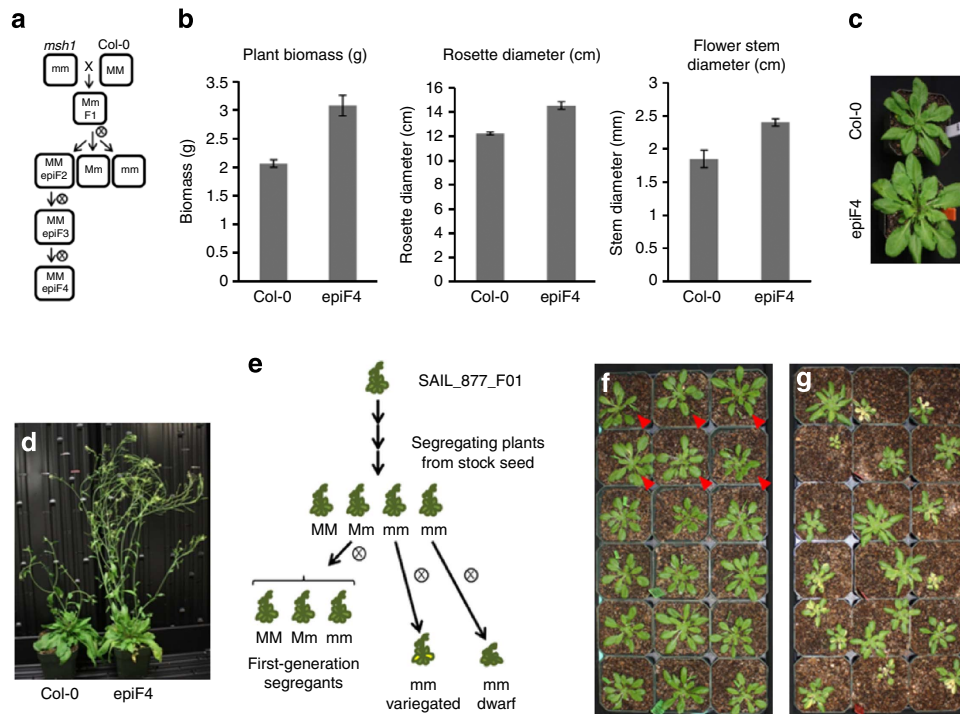 a
msh1 Col-0
mm X MM
Mm
F1
MM
epiF2
Mm
mm
MM
epiF3
MM
epiF4
b
Plant biomass (g)
Biomass (g)
3.5
3
2.5
2
1.5
1
0.5
0
Col-0 epiF4
Rosette diameter (cm)
Rosette diameter (cm)
16
14
12
10
8
6
4
2
0
Col-0 epiF4
Flower stem
diameter (cm)
Stem diameter (mm)
3
2.5
2
1.5
1
0.5
0
Col-0 epiF4
c
Col-0
epiF4
d
Col-0 epiF4
e
SAIL_877_F01
Segregating plants
from stock seed
MM Mm mm mm
MM Mm mm
First-generation
segregants
mm
variegated
mm
dwarf
f
g